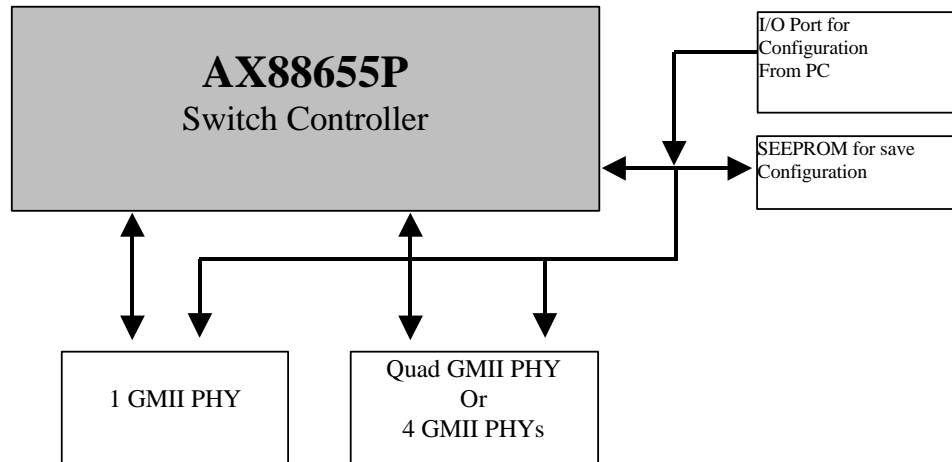 AX88655P
Switch Controller
I/O Port for
Configuration
From PC
SEEPROM for save
Configuration
1 GMII PHY
Quad GMII PHY
Or
4 GMII PHYs